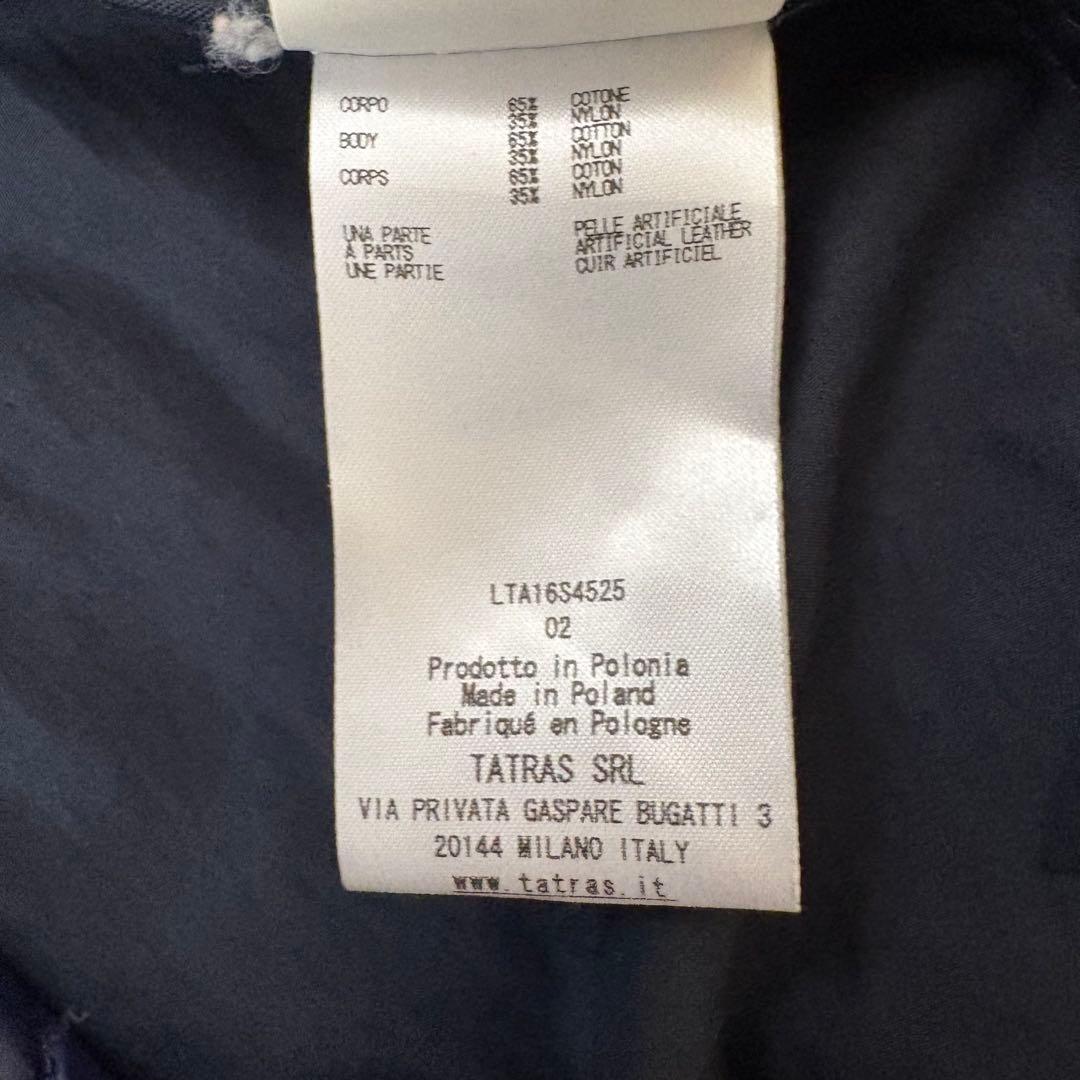 CORPO 65% COTONE
35% NYLON
BODY 65% COTTON
35% NYLON
CORPS 65% COTON
35% NYLON
UNA PARTE PELLE ARTIFICIALE
A PARTS ARTIFICIAL LEATHER
UNE PARTIE CUIR ARTIFICIEL
LTA16S4525
02
Prodotto in Polonia
Made in Poland
Fabriqué en Pologne
TATRAS SRL
VIA PRIVATA GASPARE BUGATTI 3
20144 MILANO ITALY
www.tatras.it